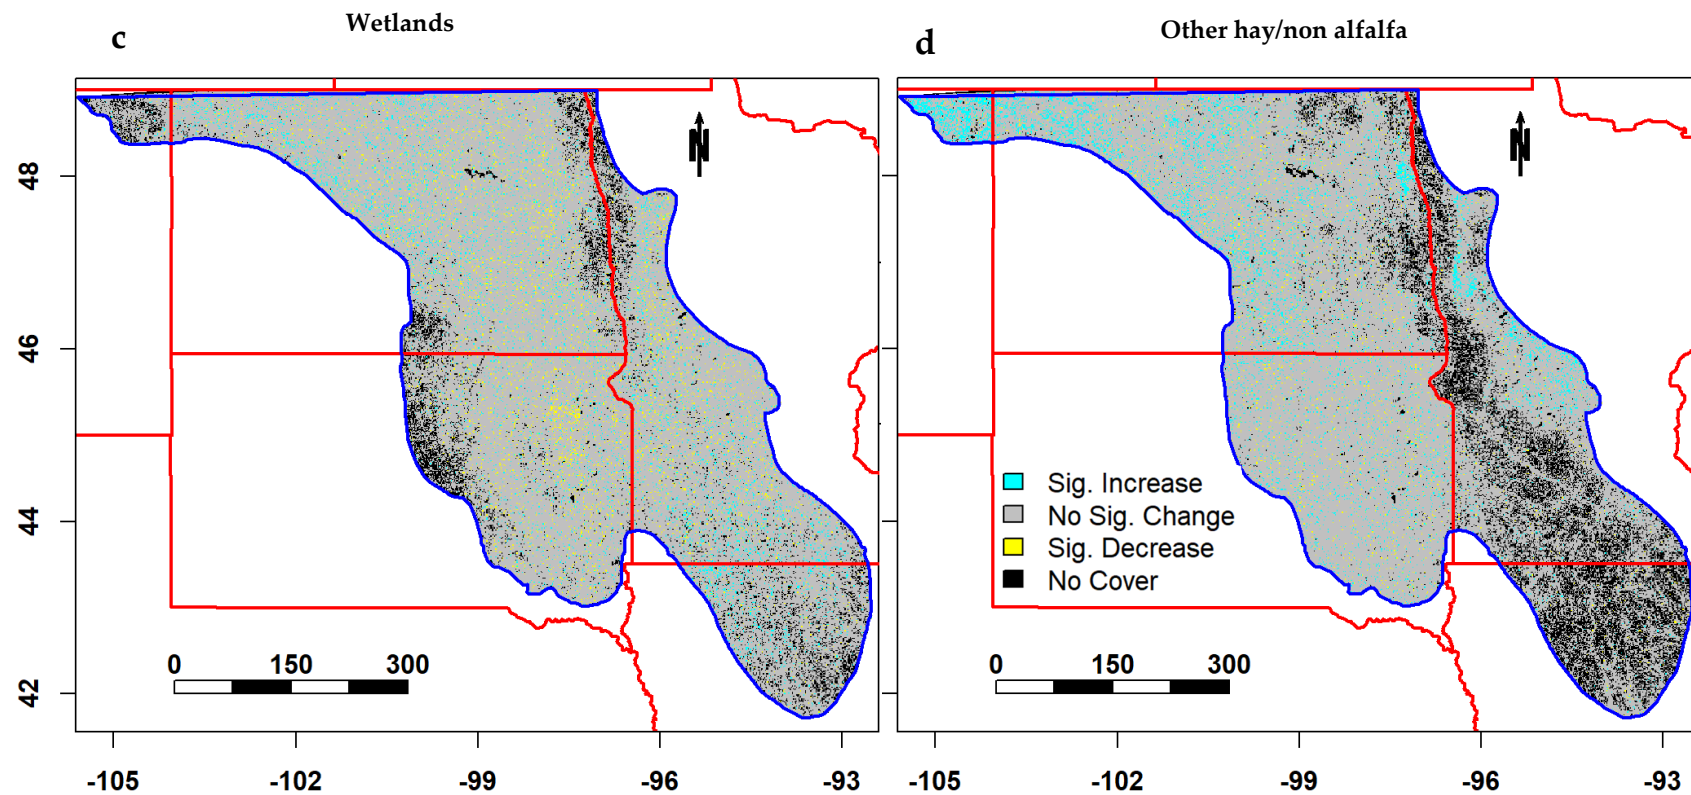 c
Wetlands
d
Other hay/non alfalfa
N
N
48
46
44
42
Sig. Increase
No Sig. Change
Sig. Decrease
No Cover
0 150 300
0 150 300
-105 -102 -99 -96 -93
-105 -102 -99 -96 -93